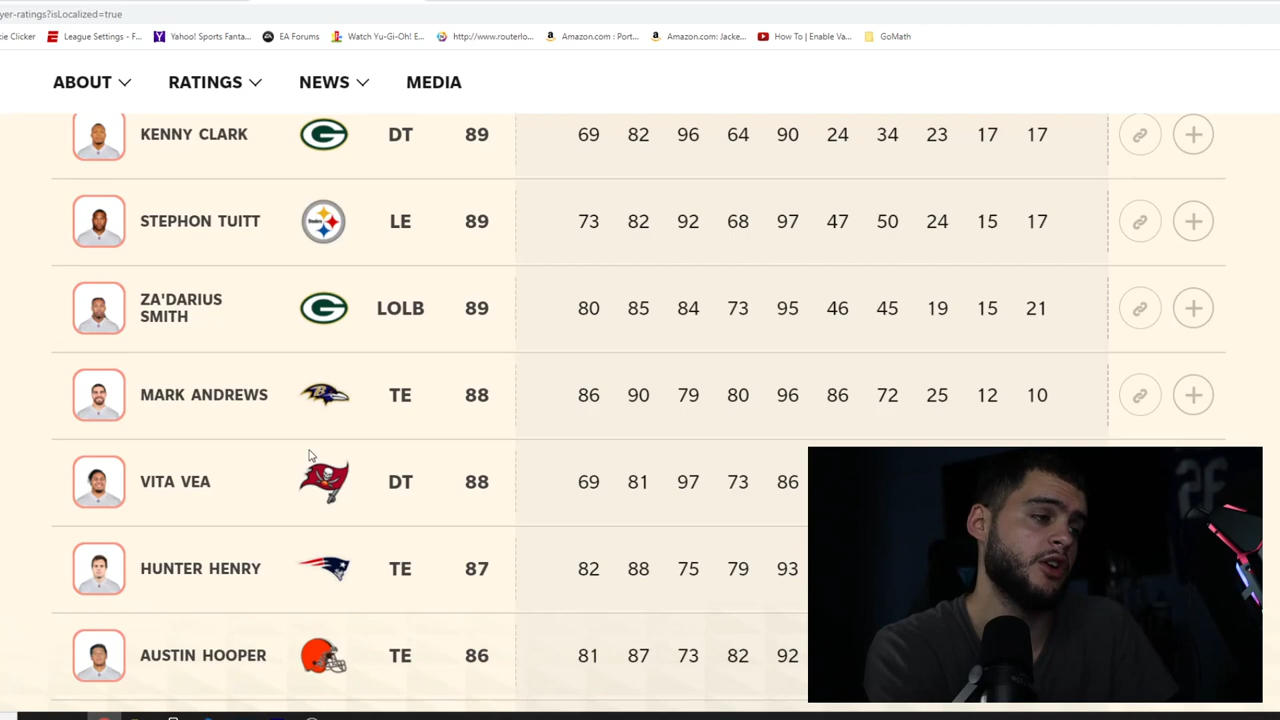 yer-ratings?isLocalized=true
kie Clicker League Settings - F... Yahoo! Sports Fanta... EA Forums Watch Yu-Gi-Oh! E... http://www.routerlo... Amazon.com : Port... Amazon.com: Jacke... How To | Enable Va... GoMath
ABOUT RATINGS NEWS MEDIA
KENNY CLARK G DT 89 69 82 96 64 90 24 34 23 17 17
STEPHON TUITT Steelers LE 89 73 82 92 68 97 47 50 24 15 17
ZA'DARIUS
SMITH G LOLB 89 80 85 84 73 95 46 45 19 15 21
MARK ANDREWS TE 88 86 90 79 80 96 86 72 25 12 10
VITA VEA DT 88 69 81 97 73 86
HUNTER HENRY TE 87 82 88 75 79 93
AUSTIN HOOPER TE 86 81 87 73 82 92